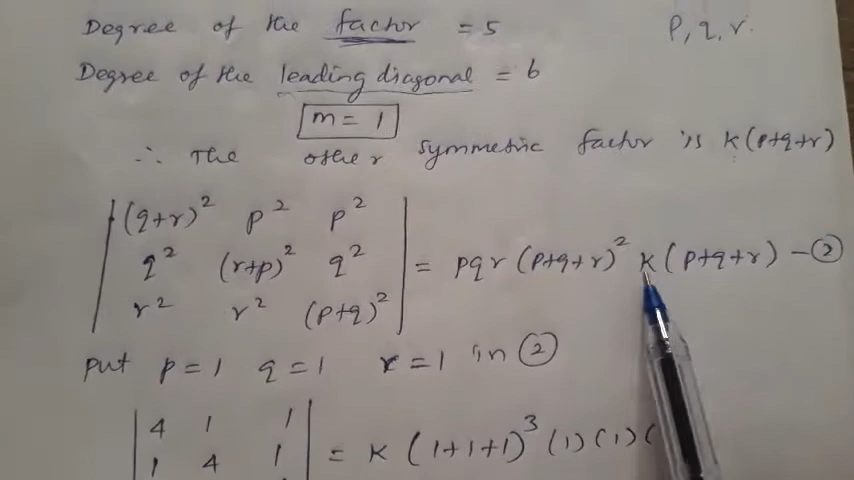 Degree of the factor = 5 P, q, r.
Degree of the leading diagonal = 6
m = 1
∴ The other symmetric factor is K(P+q+r)
| (q+r)² p² p² |
| q² (r+p)² q² | = pqr (p+q+r)² K (p+q+r) - ②
| r² r² (p+q)² |
put p = 1 q = 1 r = 1 in ②
| 4 1 1 |
| 1 4 1 | = K (1+1+1)³ (1) (1) (